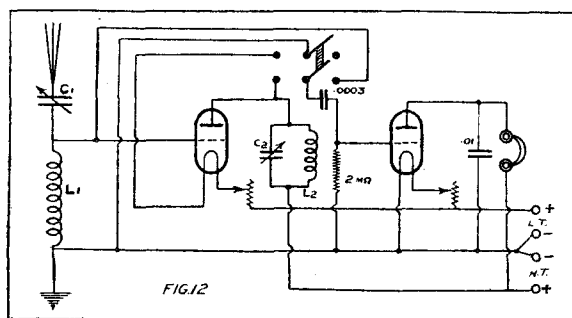 C1
.0003
C2
L2
2 MΩ
.01
L1
+
L.T.
-
-
H.T.
+
FIG.12